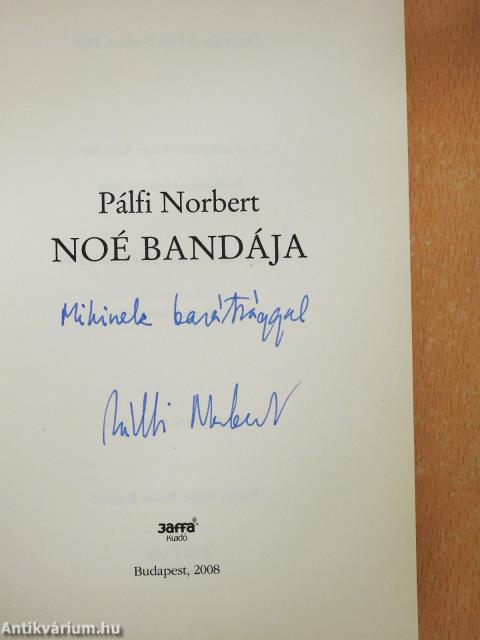 Pálfi Norbert
NOÉ BANDÁJA
Mikinek barátsággal
Pálfi Norbert
Jaffa
Kiadó
Budapest, 2008
Antikvárium.hu